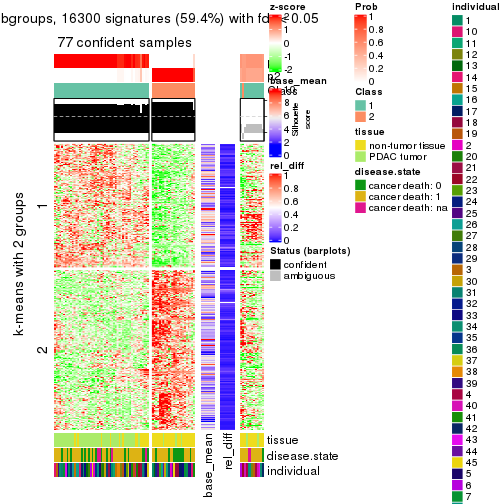 bgroups, 16300 signatures (59.4%) with fdr < 0.05
77 confident samples
k-means with 2 groups
1
2
Silhouette
score
tissue
disease.state
individual
base_mean
rel_diff
z-score
2
1
0
-1
-2
base_mean
8
6
4
2
0
rel_diff
1
0.8
0.6
0.4
0.2
0
Status (barplots)
confident
ambiguous
Prob
1
0.8
0.6
0.4
0.2
0
Class
1
2
tissue
non-tumor tissue
PDAC tumor
disease.state
cancer death: 0
cancer death: 1
cancer death: na
individual
1
10
11
12
13
14
15
16
17
18
19
2
20
21
22
23
24
25
26
27
28
29
3
30
31
32
33
34
35
36
37
38
39
4
40
41
42
43
44
45
5
6
7